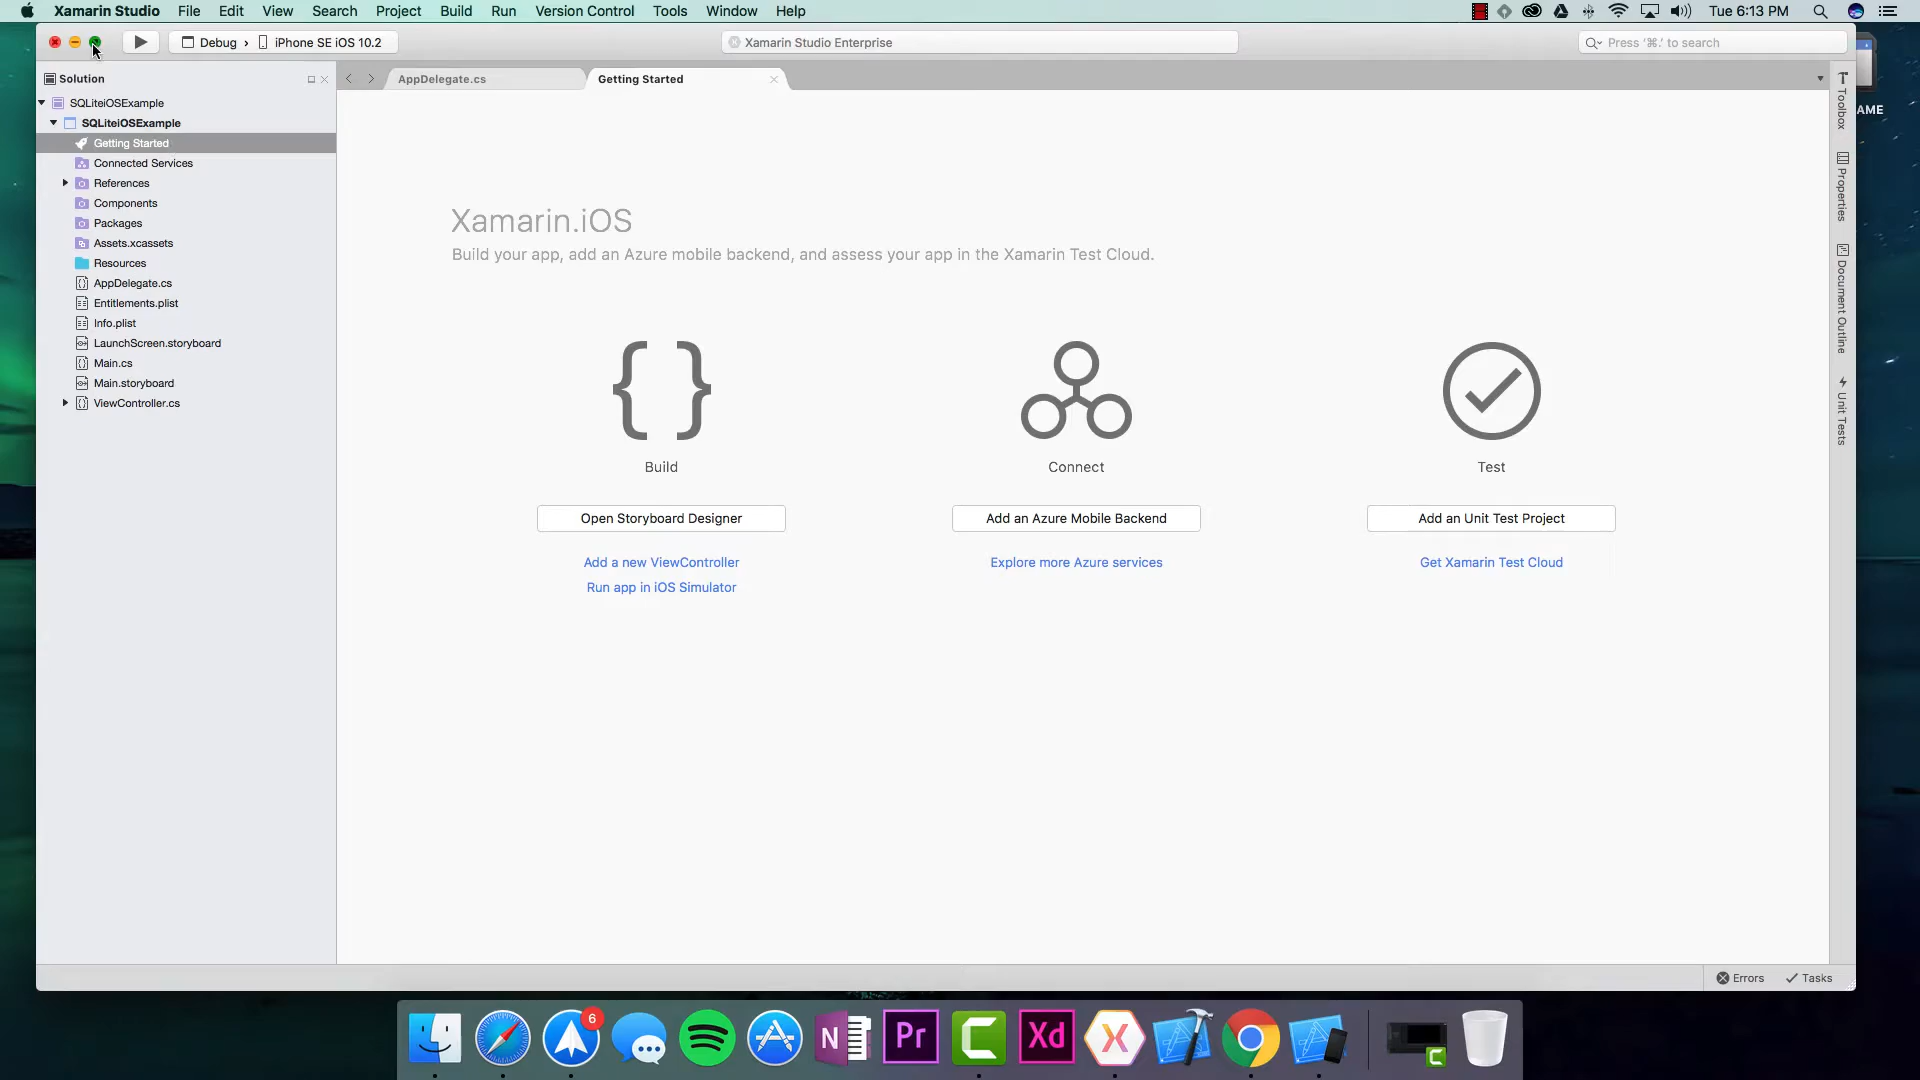 Xamarin Studio File Edit View Search Project Build Run Version Control Tools Window Help Tue 6:13 PM
Debug › iPhone SE iOS 10.2 Xamarin Studio Enterprise Press ‘⌘.’ to search
Solution AppDelegate.cs Getting Started
SQLiteiOSExample
SQLiteiOSExample
Getting Started
Connected Services
References
Components
Packages
Assets.xcassets
Resources
AppDelegate.cs
Entitlements.plist
Info.plist
LaunchScreen.storyboard
Main.cs
Main.storyboard
ViewController.cs
Xamarin.iOS
Build your app, add an Azure mobile backend, and assess your app in the Xamarin Test Cloud.
{ }
Build
Open Storyboard Designer
Add a new ViewController
Run app in iOS Simulator
Connect
Add an Azure Mobile Backend
Explore more Azure services
Test
Add an Unit Test Project
Get Xamarin Test Cloud
Toolbox
Properties
Document Outline
Unit Tests
AME
Errors Tasks
6
N Pr C Xd X C